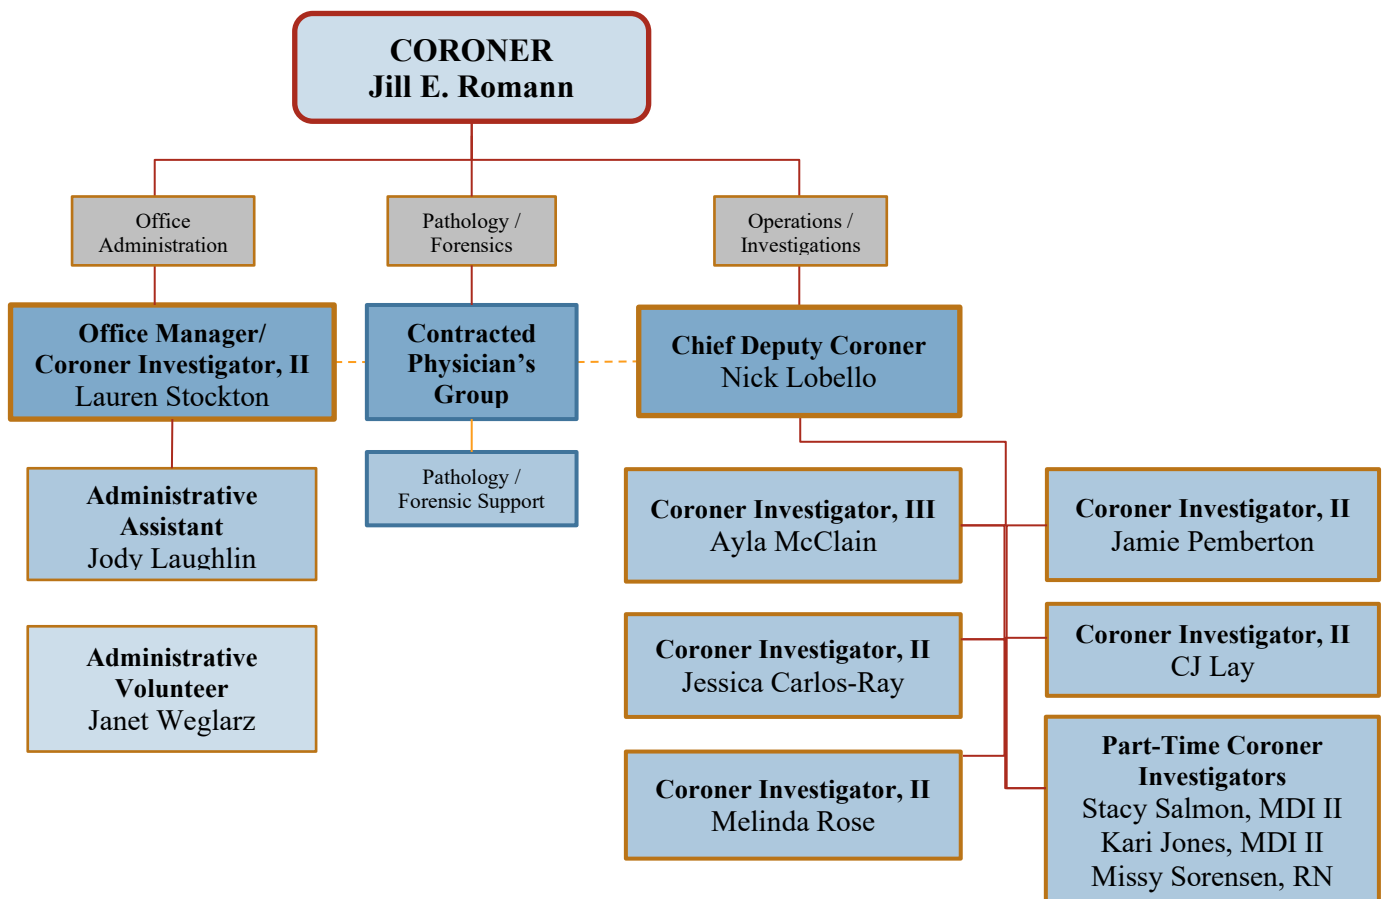 CORONER
Jill E. Romann
Office
Administration
Pathology /
Forensics
Operations /
Investigations
Office Manager/
Coroner Investigator, II
Lauren Stockton
Contracted
Physician’s
Group
Chief Deputy Coroner
Nick Lobello
Administrative
Assistant
Jody Laughlin
Pathology /
Forensic Support
Coroner Investigator, III
Ayla McClain
Coroner Investigator, II
Jamie Pemberton
Administrative
Volunteer
Janet Weglarz
Coroner Investigator, II
Jessica Carlos-Ray
Coroner Investigator, II
CJ Lay
Coroner Investigator, II
Melinda Rose
Part-Time Coroner
Investigators
Stacy Salmon, MDI II
Kari Jones, MDI II
Missy Sorensen, RN